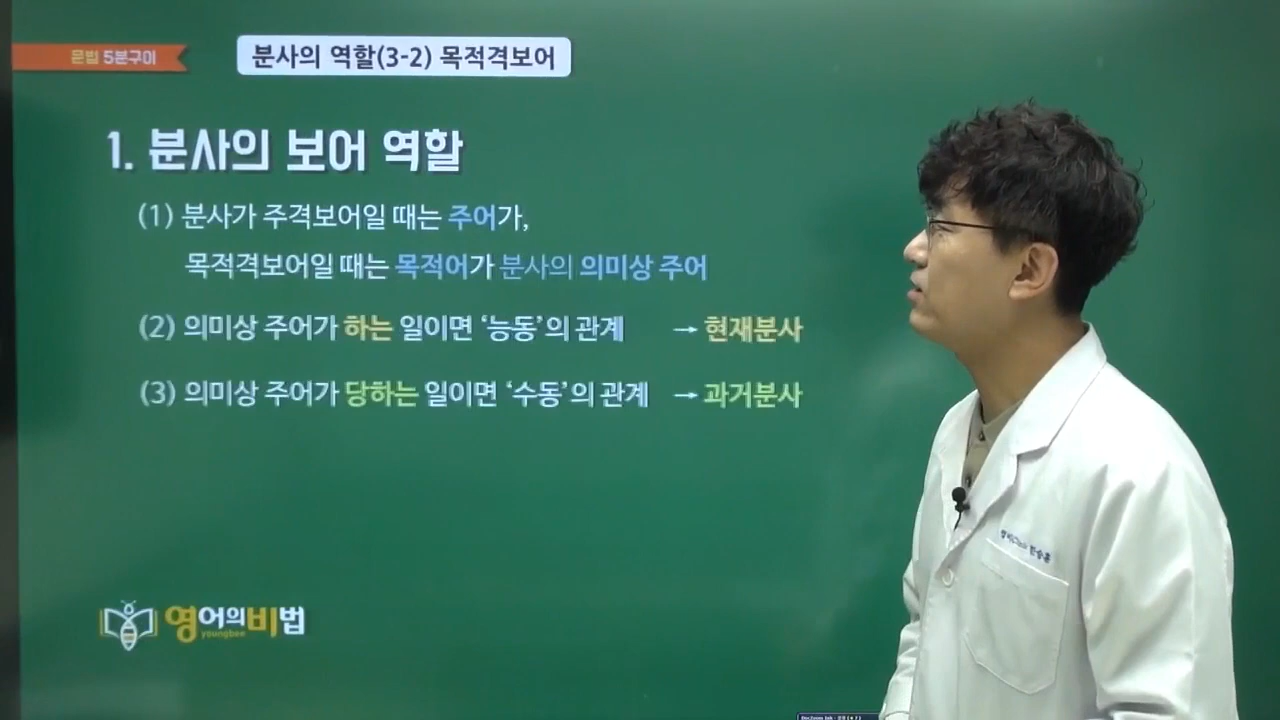 문법 5분구이
분사의 역할(3-2) 목적격보어
1. 분사의 보어 역할
(1) 분사가 주격보어일 때는 주어가,
목적격보어일 때는 목적어가 분사의 의미상 주어
(2) 의미상 주어가 하는 일이면 ‘능동’의 관계 → 현재분사
(3) 의미상 주어가 당하는 일이면 ‘수동’의 관계 → 과거분사
영어의비법
youngbee